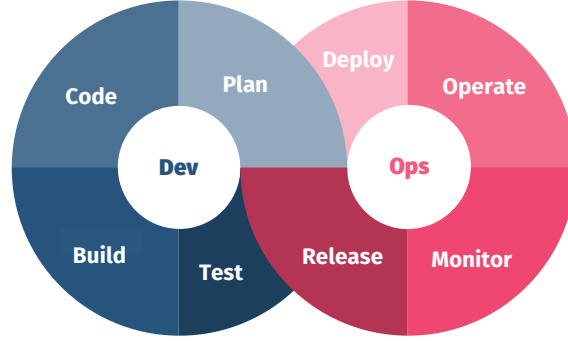 Plan
Code
Build
Test
Dev
Deploy
Operate
Ops
Release
Monitor